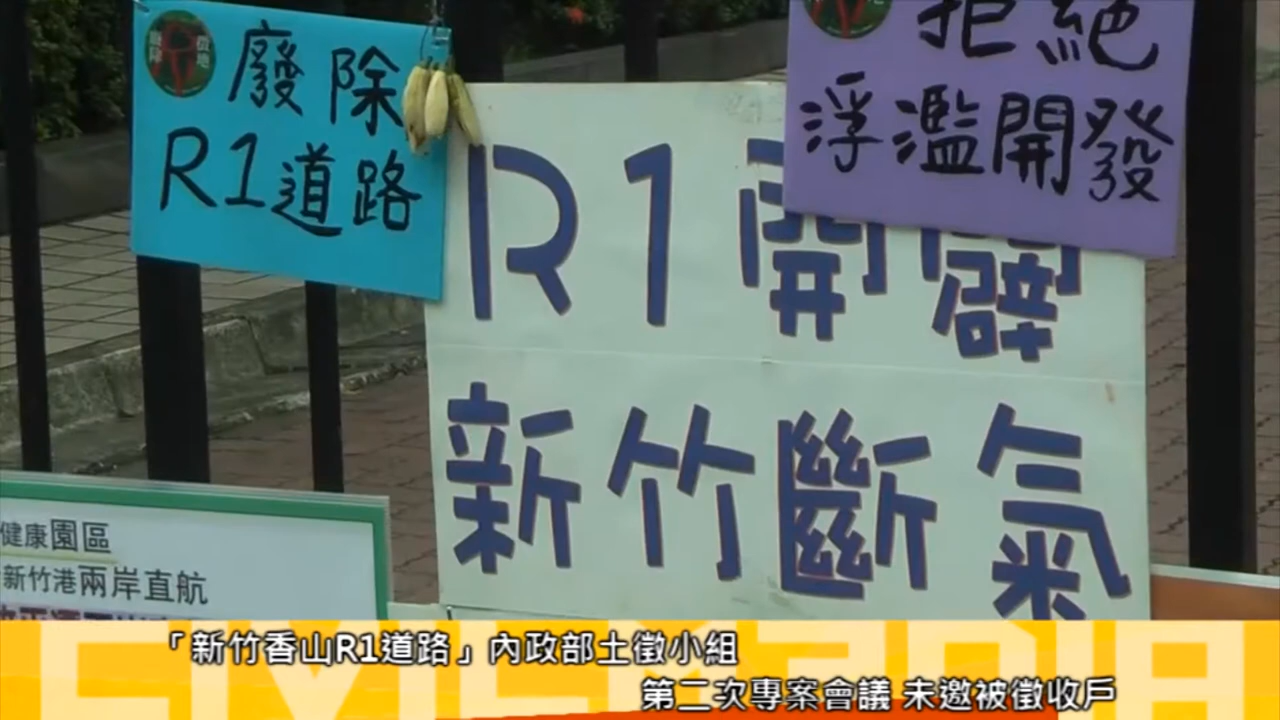 廢除
R1道路
拒絕
浮濫開發
R1開闢
新竹斷氣
健康園區
新竹港兩岸直航
「新竹香山R1道路」內政部土徵小組
第二次專案會議 未邀被徵收戶